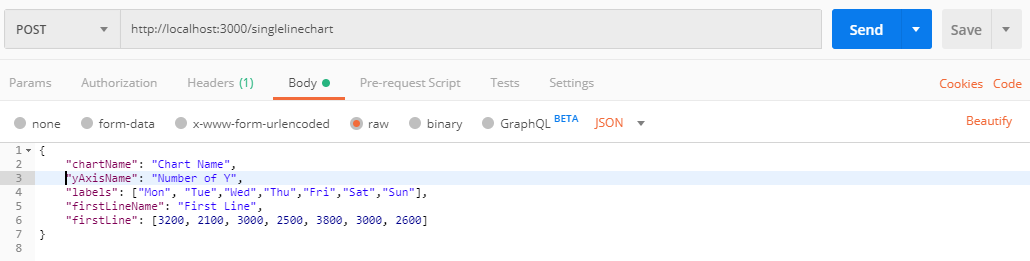 POST http://localhost:3000/singlelinechart Send Save
Params Authorization Headers (1) Body Pre-request Script Tests Settings Cookies Code
none form-data x-www-form-urlencoded raw binary GraphQL BETA JSON Beautify
1 {
2 "chartName": "Chart Name",
3 "yAxisName": "Number of Y",
4 "labels": ["Mon", "Tue","Wed","Thu","Fri","Sat","Sun"],
5 "firstLineName": "First Line",
6 "firstLine": [3200, 2100, 3000, 2500, 3800, 3000, 2600]
7 }
8